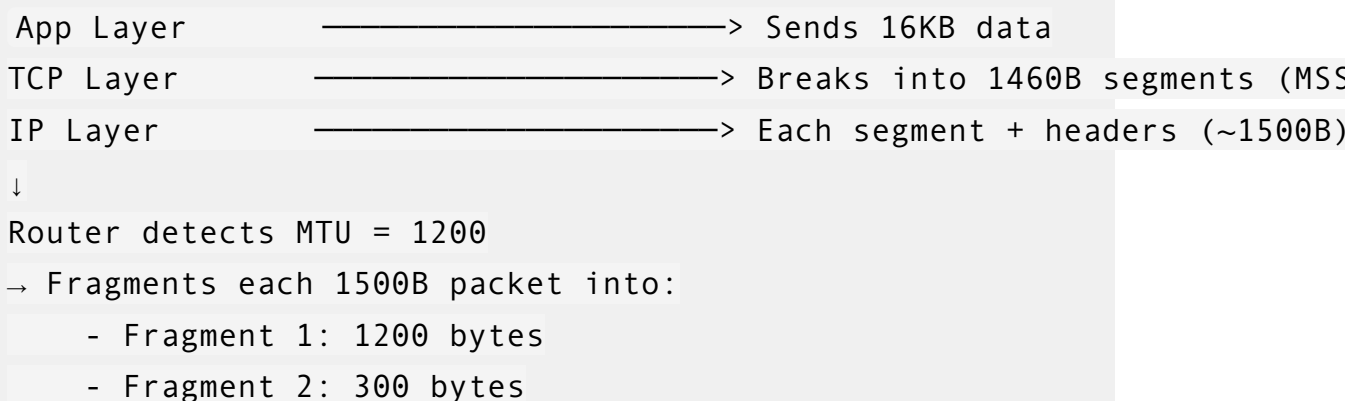 App Layer ─────────────────────> Sends 16KB data
TCP Layer ─────────────────────> Breaks into 1460B segments (MSS
IP Layer ─────────────────────> Each segment + headers (~1500B)
↓
Router detects MTU = 1200
→ Fragments each 1500B packet into:
- Fragment 1: 1200 bytes
- Fragment 2: 300 bytes